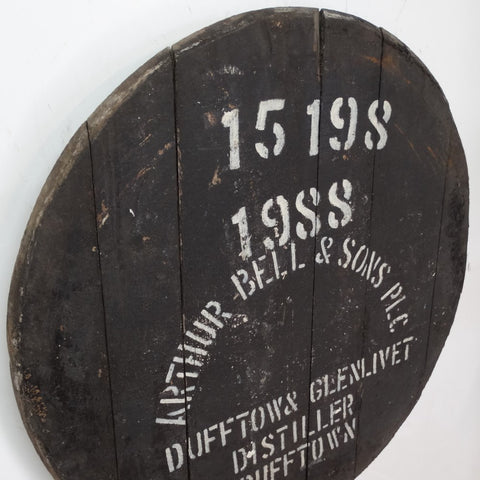 15198
1988
ARTHUR BELL & SONS PLC.
DUFFTOWN GLENLIVET
DISTILLER
DUFFTOWN